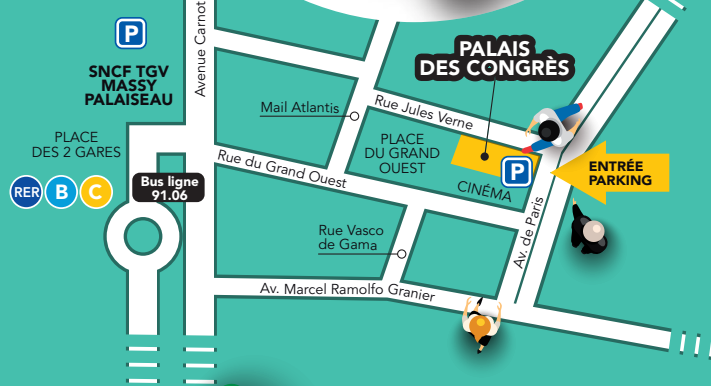 P
SNCF TGV
MASSY
PALAISEAU
Avenue Carnot
PALAIS
DES CONGRÈS
Mail Atlantis
Rue Jules Verne
PLACE
DES 2 GARES
PLACE
DU GRAND
OUEST
P
ENTRÉE
PARKING
Rue du Grand Ouest
CINÉMA
RER B C
Bus ligne
91.06
Rue Vasco
de Gama
Av. de Paris
Av. Marcel Ramolfo Granier